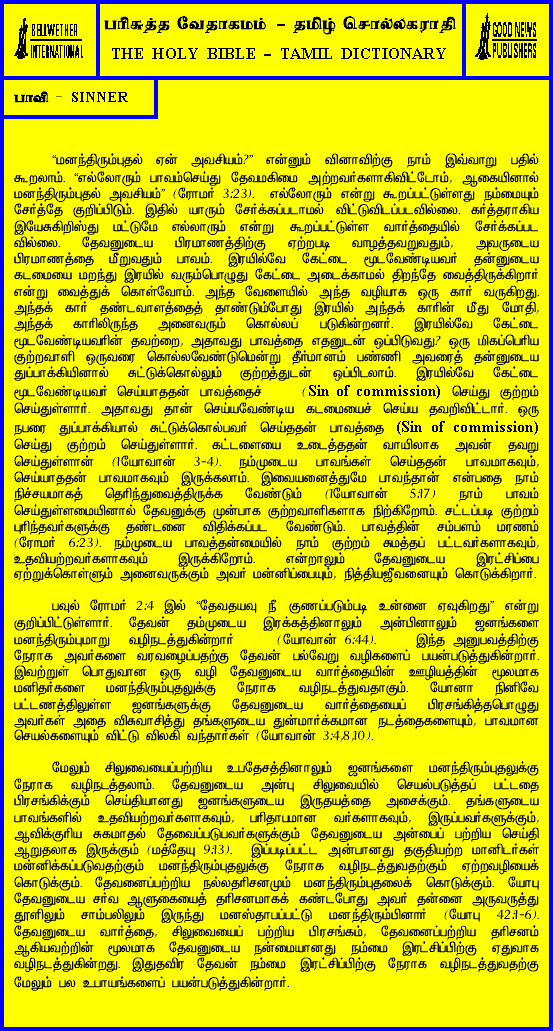 BELLWETHER
INTERNATIONAL
பரிசுத்த வேதாகமம் - தமிழ் சொல்லகராதி
THE HOLY BIBLE - TAMIL DICTIONARY
GOOD NEWS
PUBLISHERS
பாவி - SINNER
“மனந்திரும்புதல் ஏன் அவசியம்?” என்னும் வினாவிற்கு நாம் இவ்வாறு பதில்
கூறலாம். “எல்லோரும் பாவம்செய்து தேவமகிமை அற்றவர்களாகிவிட்டோம், ஆகையினால்
மனந்திரும்புதல் அவசியம்” (ரோமர் 3:23). எல்லோரும் என்று கூறப்பட்டுள்ளது நம்மையும்
சேர்த்தே குறிப்பிடும். இதில் யாரும் சேர்க்கப்படாமல் விட்டுவிடப்படவில்லை. கர்த்தராகிய
இயேசுகிறிஸ்து மட்டுமே எல்லாரும் என்று கூறப்பட்டுள்ள வார்த்தையில் சேர்க்கப்பட
வில்லை. தேவனுடைய பிரமாணத்திற்கு ஏற்றபடி வாழத்தவறுவதும், அவருடைய
பிரமாணத்தை மீறுவதும் பாவம். இரயில்வே கேட்டை மூடவேண்டியவர் தன்னுடைய
கடமையை மறந்து இரயில் வரும்பொழுது கேட்டை அடைக்காமல் திறந்தே வைத்திருக்கிறார்
என்று வைத்துக் கொள்வோம். அந்த வேளையில் அந்த வழியாக ஒரு கார் வருகிறது.
அந்தக் கார் தண்டவாளத்தைத் தாண்டும்போது இரயில் அந்தக் காரின் மீது மோதி,
அந்தக் காரிலிருந்த அனைவரும் கொல்லப் படுகின்றனர். இரயில்வே கேட்டை
மூடவேண்டியவரின் தவற்றை, அதாவது பாவத்தை எதனுடன் ஒப்பிடுவது? ஒரு மிகப்பெரிய
குற்றவாளி ஒருவரை கொல்லவேண்டுமென்று தீர்மானம் பண்ணி அவரைத் தன்னுடைய
துப்பாக்கியினால் சுட்டுக்கொல்லும் குற்றத்துடன் ஒப்பிடலாம். இரயில்வே கேட்டை
மூடவேண்டியவர் செய்யாததன் பாவத்தைச் (Sin of commission) செய்து குற்றம்
செய்துள்ளார். அதாவது தான் செய்யவேண்டிய கடமையைச் செய்ய தவறிவிட்டார். ஒரு
நபரை துப்பாக்கியால் சுட்டுக்கொல்பவர் செய்ததன் பாவத்தை (Sin of commission)
செய்து குற்றம் செய்துள்ளார். கட்டளையை உடைத்ததன் வாயிலாக அவன் தவறு
செய்துள்ளான் (1யோவான் 3-4). நம்முடைய பாவங்கள் செய்ததன் பாவமாகவும்,
செய்யாததன் பாவமாகவும் இருக்கலாம். இவையனைத்துமே பாவந்தான் என்பதை நாம்
நிச்சயமாகத் தெரிந்துவைத்திருக்க வேண்டும் (1யோவான் 5:17) நாம் பாவம்
செய்துள்ளமையினால் தேவனுக்கு முன்பாக குற்றவாளிகளாக நிற்கிறோம். சட்டப்படி குற்றம்
புரிந்தவர்களுக்கு தண்டனை விதிக்கப்பட வேண்டும். பாவத்தின் சம்பளம் மரணம்
(ரோமர் 6:23). நம்முடைய பாவத்தன்மையில் நாம் குற்றம் சுமத்தப் பட்டவர்களாகவும்,
உதவியற்றவர்களாகவும் இருக்கிறோம். என்றாலும் தேவனுடைய இரட்சிப்பை
ஏற்றுக்கொள்ளும் அனைவருக்கும் அவர் மன்னிப்பையும், நித்தியஜீவனையும் கொடுக்கிறார்.
பவுல் ரோமர் 2:4 இல் “தேவதயவு நீ குணப்படும்படி உன்னை ஏவுகிறது” என்று
குறிப்பிட்டுள்ளார். தேவன் தம்முடைய இரக்கத்தினாலும் அன்பினாலும் ஜனங்களை
மனந்திரும்புமாறு வழிநடத்துகின்றார் (யோவான் 6:44). இந்த அனுபவத்திற்கு
நேராக அவர்களை வரவழைப்பதற்கு தேவன் பல்வேறு வழிகளைப் பயன்படுத்துகின்றார்.
இவற்றுள் பொதுவான ஒரு வழி தேவனுடைய வார்த்தையின் ஊழியத்தின் மூலமாக
மனிதர்களை மனந்திரும்புதலுக்கு நேராக வழிநடத்துவதாகும். யோனா நினிவே
பட்டணத்திலுள்ள ஜனங்களுக்கு தேவனுடைய வார்த்தையைப் பிரசங்கித்தபொழுது
அவர்கள் அதை விசுவாசித்து தங்களுடைய துன்மார்க்கமான நடத்தைகளையும், பாவமான
செயல்களையும் விட்டு விலகி வந்தார்கள் (யோவான் 3:4,8,10).
மேலும் சிலுவையைப்பற்றிய உபதேசத்தினாலும் ஜனங்களை மனந்திரும்புதலுக்கு
நேராக வழிநடத்தலாம். தேவனுடைய அன்பு சிலுவையில் செயல்படுத்தப் பட்டதை
பிரசங்கிக்கும் செய்தியானது ஜனங்களுடைய இருதயத்தை அசைக்கும். தங்களுடைய
பாவங்களில் உதவியற்றவர்களாகவும், பரிதாபமான வர்களாகவும், இருப்பவர்களுக்கும்,
ஆவிக்குரிய சுகமாதல் தேவைப்படுபவர்களுக்கும் தேவனுடைய அன்பைப் பற்றிய செய்தி
ஆறுதலாக இருக்கும் (மத்தேயு 9:13). இப்படிப்பட்ட அன்பானது தகுதியற்ற மானிடர்கள்
மன்னிக்கப்படுவதற்கும் மனந்திரும்புதலுக்கு நேராக வழிநடத்துவதற்கும் ஏற்றவழியைக்
கொடுக்கும். தேவனைப்பற்றிய நல்லதரிசனமும் மனந்திரும்புதலைக் கொடுக்கும். யோபு
தேவனுடைய சர்வ ஆளுகையைத் தரிசனமாகக் கண்டபோது அவர் தன்னை அருவருத்து
தூளிலும் சாம்பலிலும் இருந்து மனஸ்தாபப்பட்டு மனந்திரும்பினார் (யோபு 42:1-6).
தேவனுடைய வார்த்தை, சிலுவையைப் பற்றிய பிரசங்கம், தேவனைப்பற்றிய தரிசனம்
ஆகியவற்றின் மூலமாக தேவனுடைய நன்மையானது நம்மை இரட்சிப்பிற்கு ஏதுவாக
வழிநடத்துகின்றது. இதுதவிர தேவன் நம்மை இரட்சிப்பிற்கு நேராக வழிநடத்துவதற்கு
மேலும் பல உபாயங்களைப் பயன்படுத்துகின்றார்.